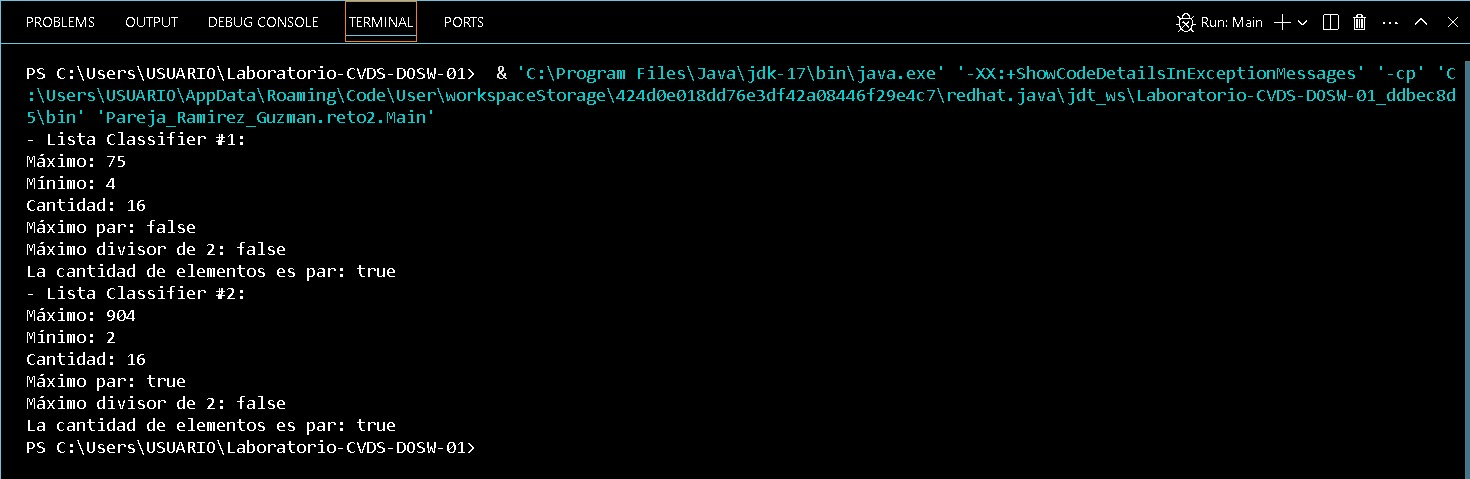 PROBLEMS OUTPUT DEBUG CONSOLE TERMINAL PORTS Run: Main
PS C:\Users\USUARIO\Laboratorio-CVDS-DOSW-01>  & 'C:\Program Files\Java\jdk-17\bin\java.exe' '-XX:+ShowCodeDetailsInExceptionMessages' '-cp' 'C
:\Users\USUARIO\AppData\Roaming\Code\User\workspaceStorage\424d0e018dd76e3df42a08446f29e4c7\redhat.java\jdt_ws\Laboratorio-CVDS-DOSW-01_ddbec8d
5\bin' 'Pareja_Ramirez_Guzman.reto2.Main'
- Lista Classifier #1:
Máximo: 75
Mínimo: 4
Cantidad: 16
Máximo par: false
Máximo divisor de 2: false
La cantidad de elementos es par: true
- Lista Classifier #2:
Máximo: 904
Mínimo: 2
Cantidad: 16
Máximo par: true
Máximo divisor de 2: false
La cantidad de elementos es par: true
PS C:\Users\USUARIO\Laboratorio-CVDS-DOSW-01>